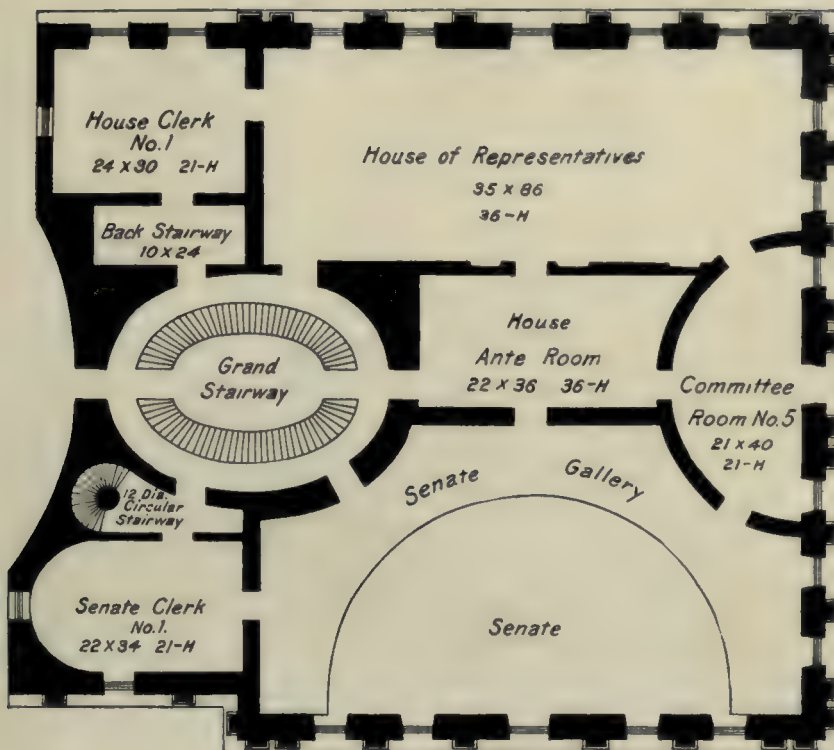 House Clerk
No.1
24 X 30 21-H
House of Representatives
35 X 86
36-H
Back Stairway
10 X 24
House
Ante Room
22 X 36 36-H
Grand
Stairway
Committee
Room No.5
21 X 40
21-H
Senate Gallery
12 Dia.
Circular
Stairway
Senate Clerk
No.1.
22 X 34 21-H
Senate